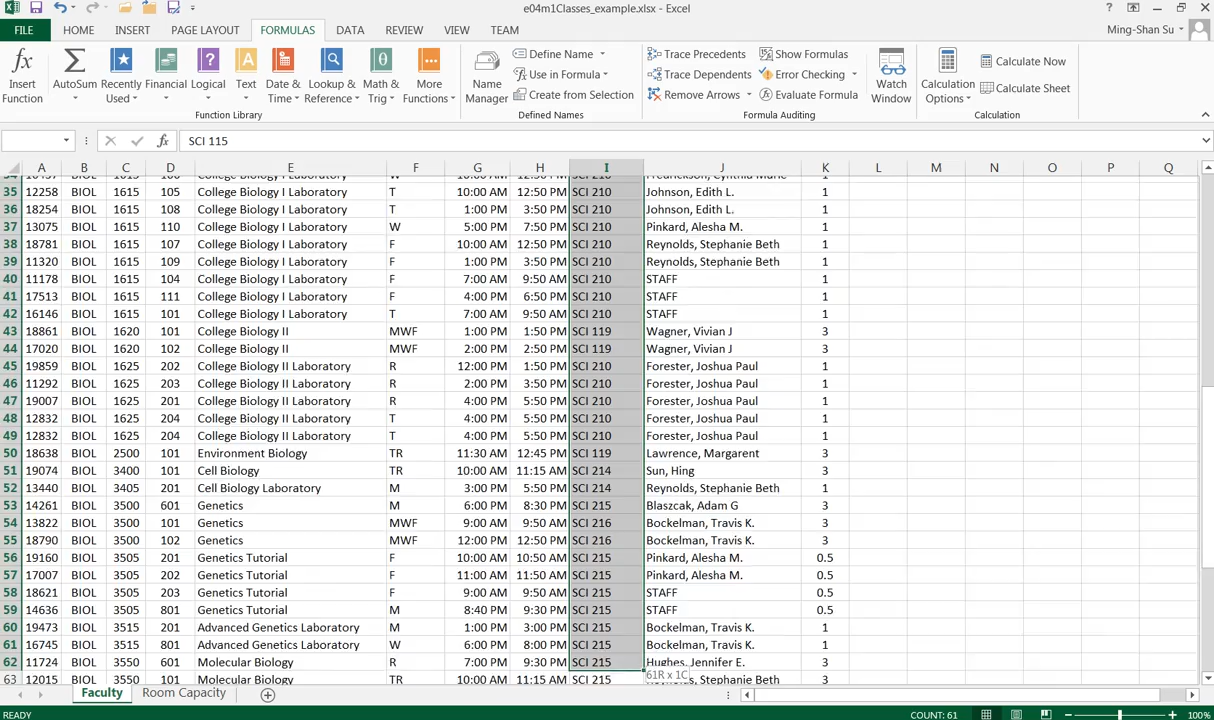 e04m1Classes_example.xlsx - Excel
FILE HOME INSERT PAGE LAYOUT FORMULAS DATA REVIEW VIEW TEAM Ming-Shan Su
Insert Function
AutoSum
Recently Used
Financial
Logical
Text
Date & Time
Lookup & Reference
Math & Trig
More Functions
Function Library
Name Manager
Define Name
Use in Formula
Create from Selection
Defined Names
Trace Precedents
Trace Dependents
Remove Arrows
Show Formulas
Error Checking
Evaluate Formula
Watch Window
Formula Auditing
Calculation Options
Calculate Now
Calculate Sheet
Calculation
fx SCI 115
A B C D E F G H I J K L M N O P Q
35 12258 BIOL 1615 105 College Biology I Laboratory T 10:00 AM 12:50 PM SCI 210 Johnson, Edith L. 1
36 18254 BIOL 1615 108 College Biology I Laboratory T 1:00 PM 3:50 PM SCI 210 Johnson, Edith L. 1
37 13075 BIOL 1615 110 College Biology I Laboratory W 5:00 PM 7:50 PM SCI 210 Pinkard, Alesha M. 1
38 18781 BIOL 1615 107 College Biology I Laboratory F 10:00 AM 12:50 PM SCI 210 Reynolds, Stephanie Beth 1
39 11320 BIOL 1615 109 College Biology I Laboratory F 1:00 PM 3:50 PM SCI 210 Reynolds, Stephanie Beth 1
40 11178 BIOL 1615 104 College Biology I Laboratory F 7:00 AM 9:50 AM SCI 210 STAFF 1
41 17513 BIOL 1615 111 College Biology I Laboratory F 4:00 PM 6:50 PM SCI 210 STAFF 1
42 16146 BIOL 1615 101 College Biology I Laboratory T 7:00 AM 9:50 AM SCI 210 STAFF 1
43 18861 BIOL 1620 101 College Biology II MWF 1:00 PM 1:50 PM SCI 119 Wagner, Vivian J 3
44 17020 BIOL 1620 102 College Biology II MWF 2:00 PM 2:50 PM SCI 119 Wagner, Vivian J 3
45 19859 BIOL 1625 202 College Biology II Laboratory R 12:00 PM 1:50 PM SCI 210 Forester, Joshua Paul 1
46 11292 BIOL 1625 203 College Biology II Laboratory R 2:00 PM 3:50 PM SCI 210 Forester, Joshua Paul 1
47 19007 BIOL 1625 201 College Biology II Laboratory R 4:00 PM 5:50 PM SCI 210 Forester, Joshua Paul 1
48 12832 BIOL 1625 204 College Biology II Laboratory T 4:00 PM 5:50 PM SCI 210 Forester, Joshua Paul 1
49 12832 BIOL 1625 204 College Biology II Laboratory T 4:00 PM 5:50 PM SCI 210 Forester, Joshua Paul 1
50 18638 BIOL 2500 101 Environment Biology TR 11:30 AM 12:45 PM SCI 119 Lawrence, Margarent 3
51 19074 BIOL 3400 101 Cell Biology TR 10:00 AM 11:15 AM SCI 214 Sun, Hing 3
52 13440 BIOL 3405 201 Cell Biology Laboratory M 3:00 PM 5:50 PM SCI 214 Reynolds, Stephanie Beth 1
53 14261 BIOL 3500 601 Genetics M 6:00 PM 8:30 PM SCI 215 Blaszcak, Adam G 3
54 13822 BIOL 3500 101 Genetics MWF 9:00 AM 9:50 AM SCI 216 Bockelman, Travis K. 3
55 18790 BIOL 3500 102 Genetics MWF 12:00 PM 12:50 PM SCI 216 Bockelman, Travis K. 3
56 19160 BIOL 3505 201 Genetics Tutorial F 10:00 AM 10:50 AM SCI 215 Pinkard, Alesha M. 0.5
57 17007 BIOL 3505 202 Genetics Tutorial F 11:00 AM 11:50 AM SCI 215 Pinkard, Alesha M. 0.5
58 18621 BIOL 3505 203 Genetics Tutorial F 9:00 AM 9:50 AM SCI 215 STAFF 0.5
59 14636 BIOL 3505 801 Genetics Tutorial M 8:40 PM 9:30 PM SCI 215 STAFF 0.5
60 19473 BIOL 3515 201 Advanced Genetics Laboratory M 1:00 PM 3:00 PM SCI 215 Bockelman, Travis K. 1
61 16745 BIOL 3515 801 Advanced Genetics Laboratory W 6:00 PM 8:00 PM SCI 215 Bockelman, Travis K. 1
62 11724 BIOL 3550 601 Molecular Biology R 7:00 PM 9:30 PM SCI 215 Hughes, Jennifer E. 3
61R x 1C
63 12015 BIOL 3550 101 Molecular Biology TR 10:00 AM 11:15 AM SCI 215 Reynolds, Stephanie Beth 3
Faculty Room Capacity
READY COUNT: 61 100%